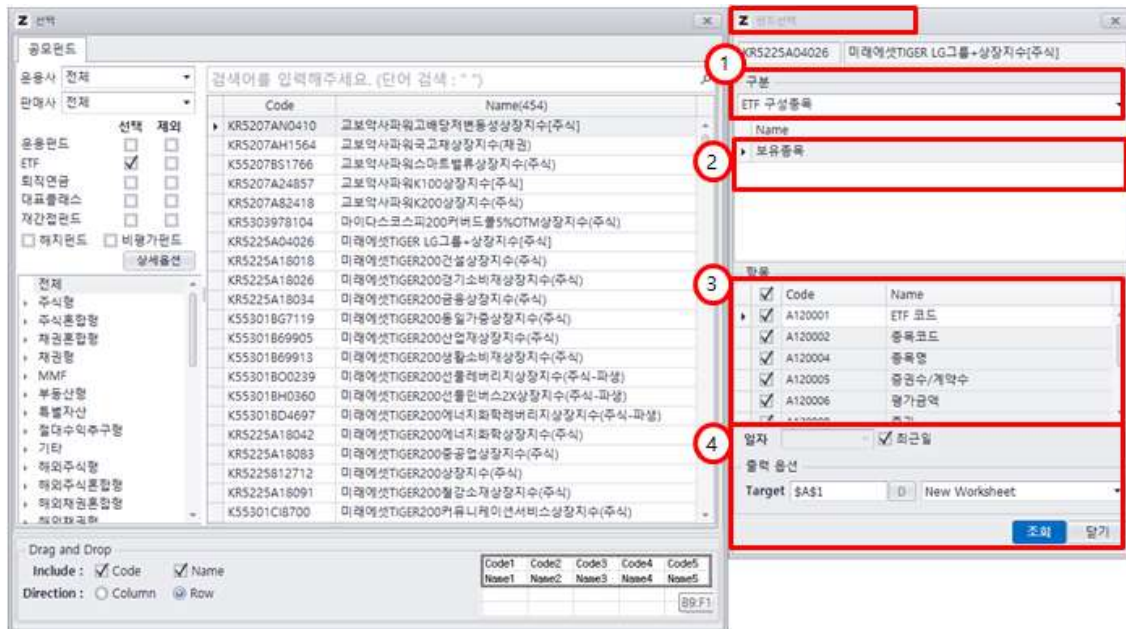 Z 선택
공모펀드
운용사 전체
판매사 전체
선택 제외
운용펀드
ETF
퇴직연금
대표클래스
재간접펀드
해지펀드 비평가펀드
상세옵션
전체
주식형
주식혼합형
채권혼합형
채권형
MMF
부동산형
특별자산
절대수익추구형
기타
해외주식형
해외주식혼합형
해외채권혼합형
해외채권형
검색어를 입력해주세요. (단어 검색 : " ")
Code Name(454)
KR5207AN0410 교보악사파워고배당저변동성상장지수[주식]
KR5207AH1564 교보악사파워국고채상장지수(채권)
K55207BS1766 교보악사파워스마트밸류상장지수(주식)
KR5207A24857 교보악사파워K100상장지수[주식]
KR5207A82418 교보악사파워K200상장지수(주식)
KR5303978104 마이다스코스피200커버드콜5%OTM상장지수(주식)
KR5225A04026 미래에셋TIGER LG그룹+상장지수[주식]
KR5225A18018 미래에셋TIGER200건설상장지수(주식)
KR5225A18026 미래에셋TIGER200경기소비재상장지수(주식)
KR5225A18034 미래에셋TIGER200금융상장지수(주식)
K55301BG7119 미래에셋TIGER200동일가중상장지수(주식)
K55301B69905 미래에셋TIGER200산업재상장지수(주식)
K55301B69913 미래에셋TIGER200생활소비재상장지수(주식)
K55301BO0239 미래에셋TIGER200선물레버리지상장지수(주식-파생)
K55301BH0360 미래에셋TIGER200선물인버스2X상장지수(주식-파생)
K55301BD4697 미래에셋TIGER200에너지화학레버리지상장지수(주식-파생)
KR5225A18042 미래에셋TIGER200에너지화학상장지수(주식)
KR5225A18083 미래에셋TIGER200중공업상장지수(주식)
KR5225812712 미래에셋TIGER200상장지수(주식)
KR5225A18091 미래에셋TIGER200철강소재상장지수(주식)
K55301CI8700 미래에셋TIGER200커뮤니케이션서비스상장지수(주식)
Drag and Drop
Include : Code Name
Direction : Column Row
Code1 Code2 Code3 Code4 Code5
Name1 Name2 Name3 Name4 Name5
B9:F1
Z 펀드선택
KR5225A04026 미래에셋TIGER LG그룹+상장지수[주식]
1
구분
ETF 구성종목
Name
2
보유종목
항목
3
Code Name
A120001 ETF 코드
A120002 종목코드
A120004 종목명
A120005 증권수/계약수
A120006 평가금액
4
일자 최근일
출력 옵션
Target $A$1 D New Worksheet
조회 닫기